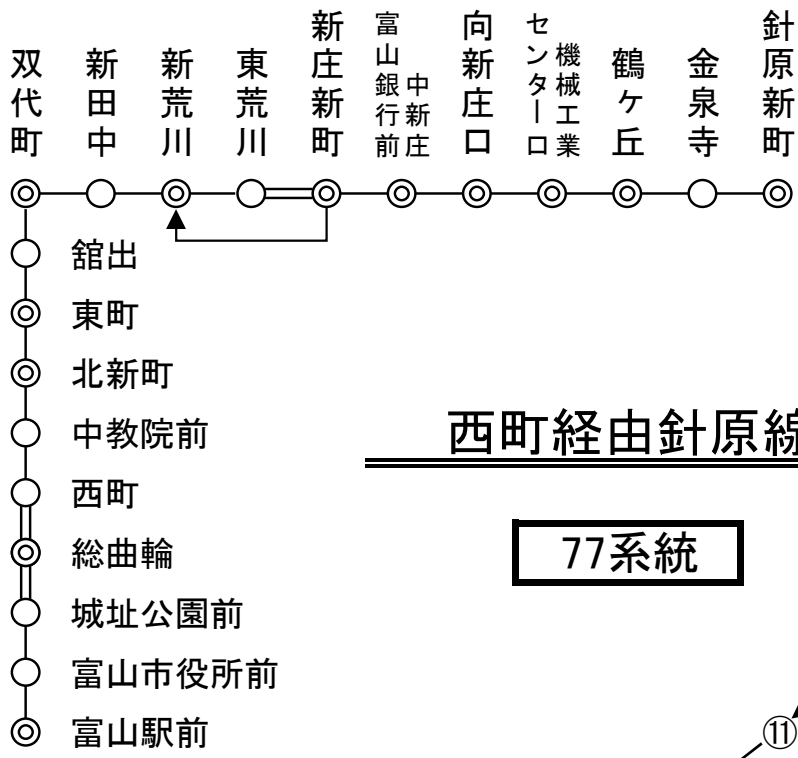 双代町
新田中
新荒川
東荒川
新庄新町
富山銀行前
中新庄
向新庄口
センター口
機械工業
鶴ケ丘
金泉寺
針原新町
舘出
東町
北新町
中教院前
西町
総曲輪
城址公園前
富山市役所前
富山駅前
西町経由針原線
77系統
⑪